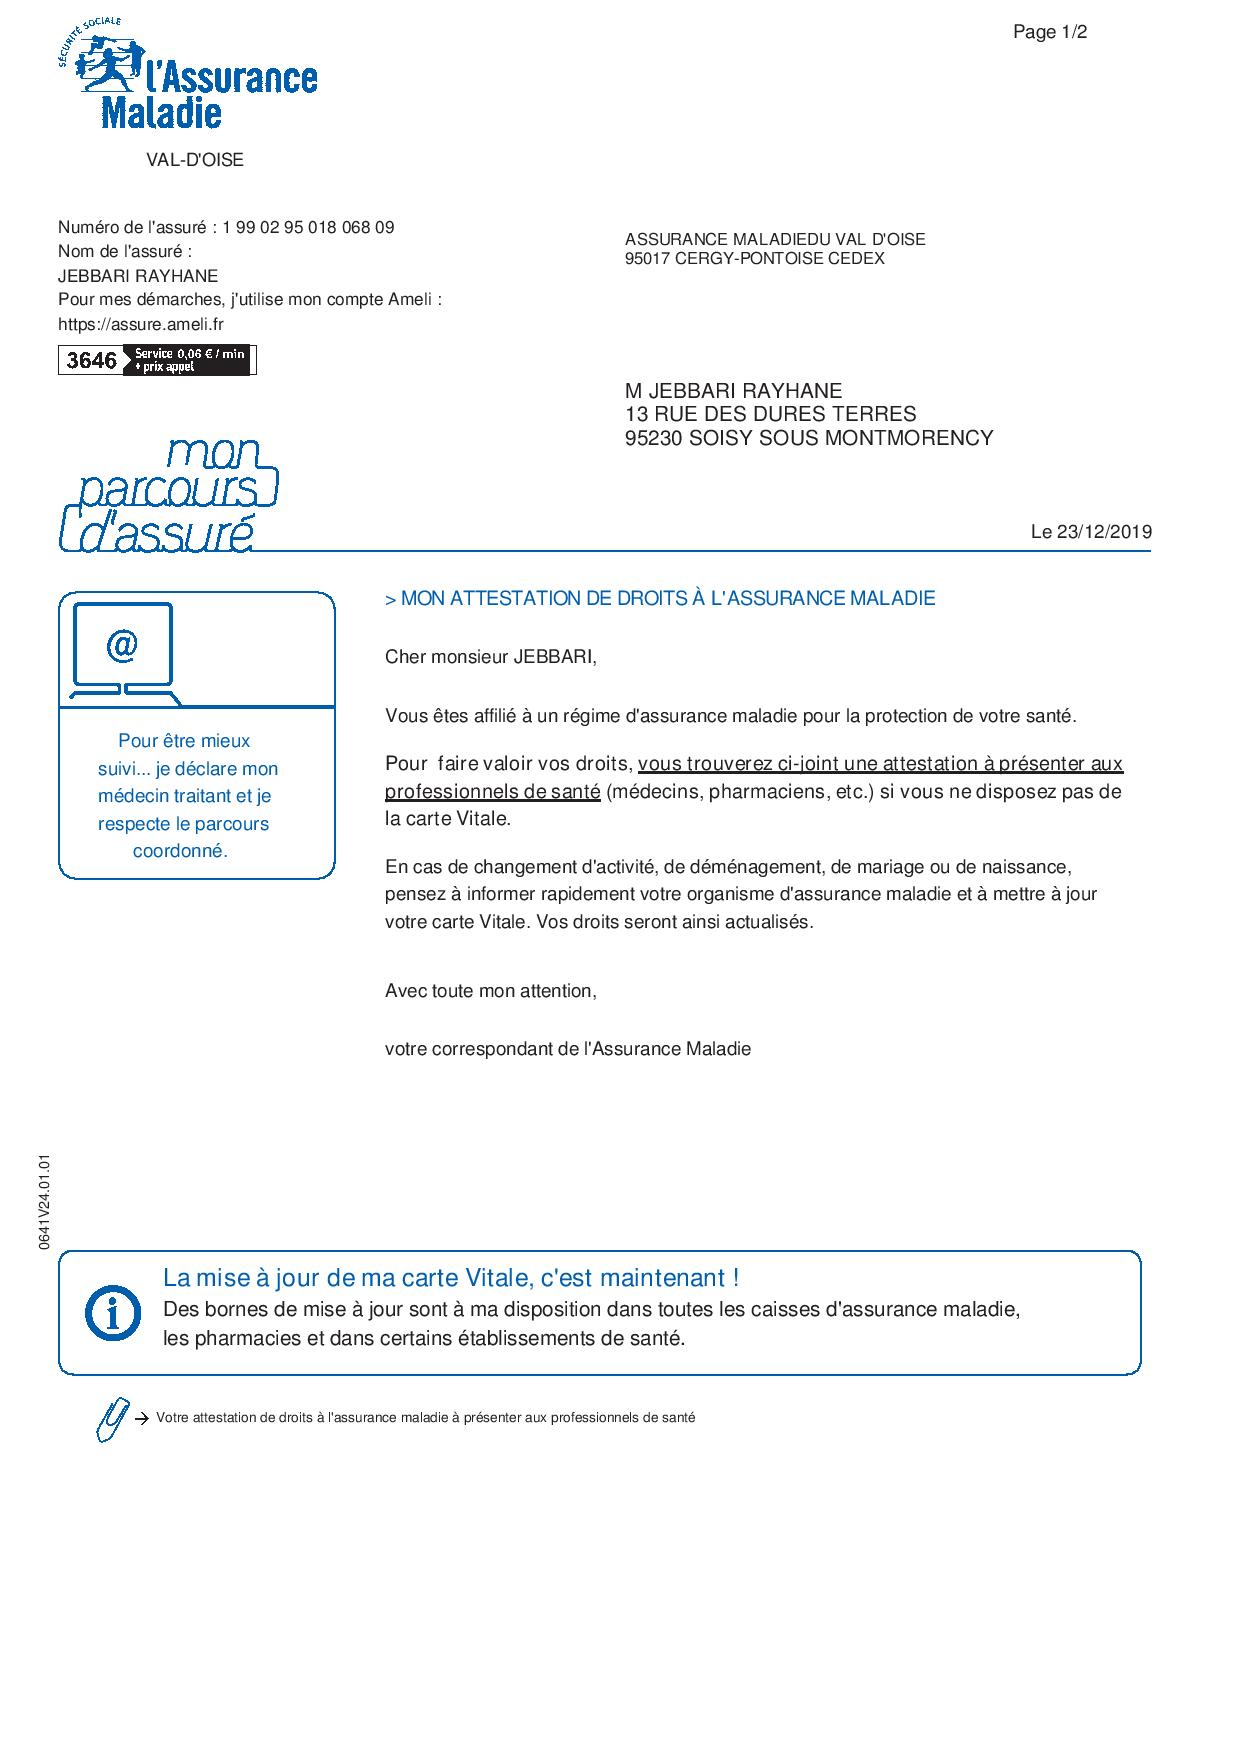 Page 1/2
SÉCURITÉ SOCIALE
l'Assurance
Maladie
VAL-D'OISE
Numéro de l'assuré : 1 99 02 95 018 068 09
Nom de l'assuré :
JEBBARI RAYHANE
Pour mes démarches, j'utilise mon compte Ameli :
https://assure.ameli.fr
3646 Service 0,06 € / min
+ prix appel
ASSURANCE MALADIEDU VAL D'OISE
95017 CERGY-PONTOISE CEDEX
M JEBBARI RAYHANE
13 RUE DES DURES TERRES
95230 SOISY SOUS MONTMORENCY
mon
parcours
d'assuré
Le 23/12/2019
@
Pour être mieux
suivi... je déclare mon
médecin traitant et je
respecte le parcours
coordonné.
> MON ATTESTATION DE DROITS À L'ASSURANCE MALADIE
Cher monsieur JEBBARI,
Vous êtes affilié à un régime d'assurance maladie pour la protection de votre santé.
Pour faire valoir vos droits, vous trouverez ci-joint une attestation à présenter aux
professionnels de santé (médecins, pharmaciens, etc.) si vous ne disposez pas de
la carte Vitale.
En cas de changement d'activité, de déménagement, de mariage ou de naissance,
pensez à informer rapidement votre organisme d'assurance maladie et à mettre à jour
votre carte Vitale. Vos droits seront ainsi actualisés.
Avec toute mon attention,
votre correspondant de l'Assurance Maladie
0641V24.01.01
i
La mise à jour de ma carte Vitale, c'est maintenant !
Des bornes de mise à jour sont à ma disposition dans toutes les caisses d'assurance maladie,
les pharmacies et dans certains établissements de santé.
→ Votre attestation de droits à l'assurance maladie à présenter aux professionnels de santé